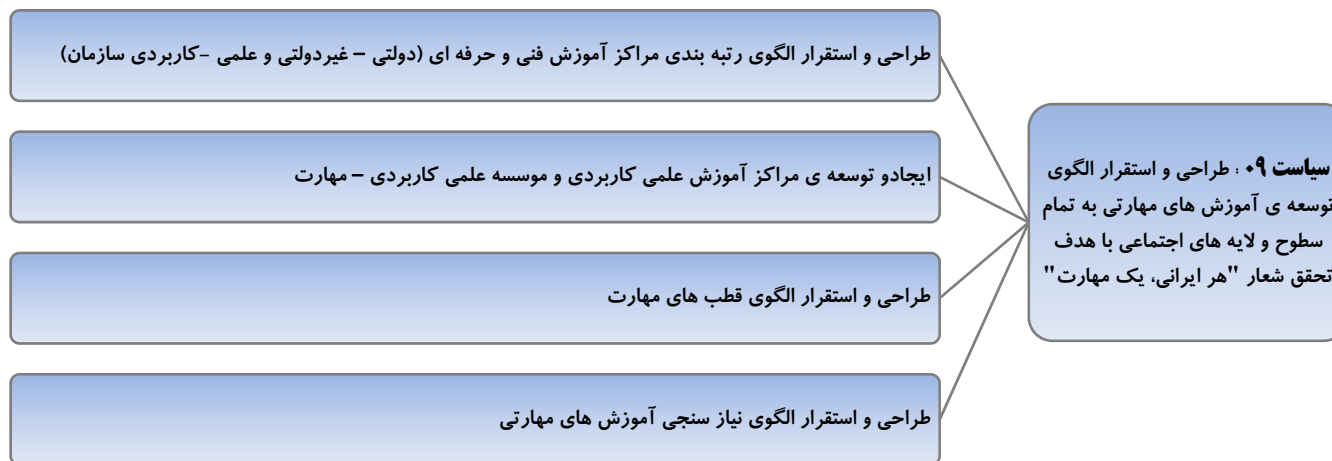 سیاست ۰۹ : طراحی و استقرار الگوی
توسعه ی آموزش های مهارتی به تمام
سطوح و لایه های اجتماعی با هدف
تحقق شعار "هر ایرانی، یک مهارت"
طراحی و استقرار الگوی رتبه بندی مراکز آموزش فنی و حرفه ای (دولتی – غیردولتی و علمی -کاربردی سازمان)
ایجادو توسعه ی مراکز آموزش علمی کاربردی و موسسه علمی کاربردی – مهارت
طراحی و استقرار الگوی قطب های مهارت
طراحی و استقرار الگوی نیاز سنجی آموزش های مهارتی